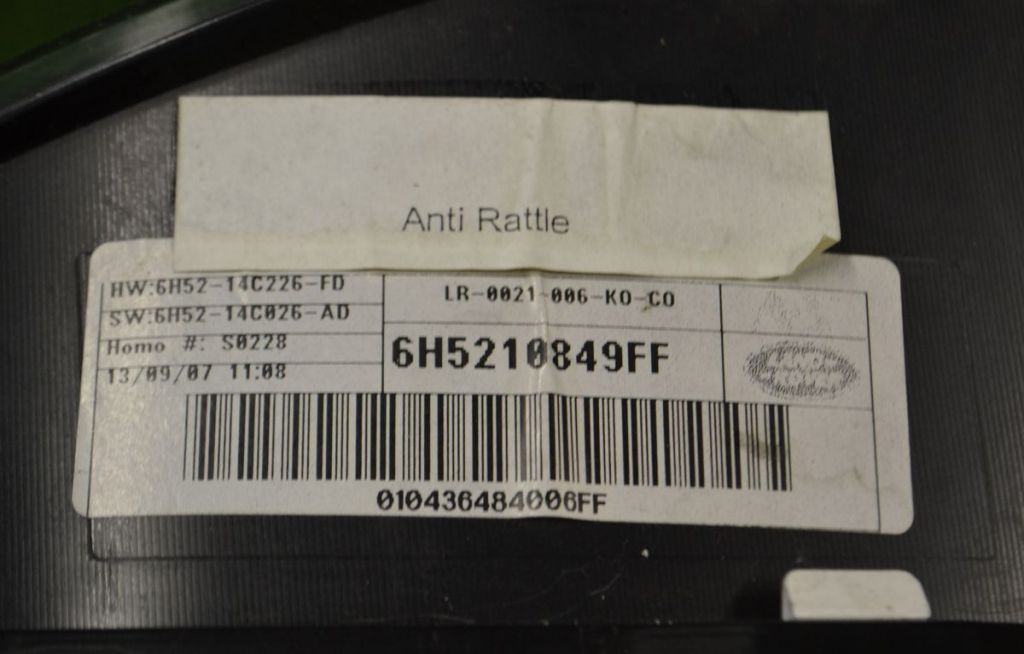 Anti Rattle
HW:6H52-14C226-FD
SW:6H52-14C026-AD
Homo #: S0228
13/09/07 11:08
LR-0021-006-KO-CO
6H5210849FF
010436484006FF